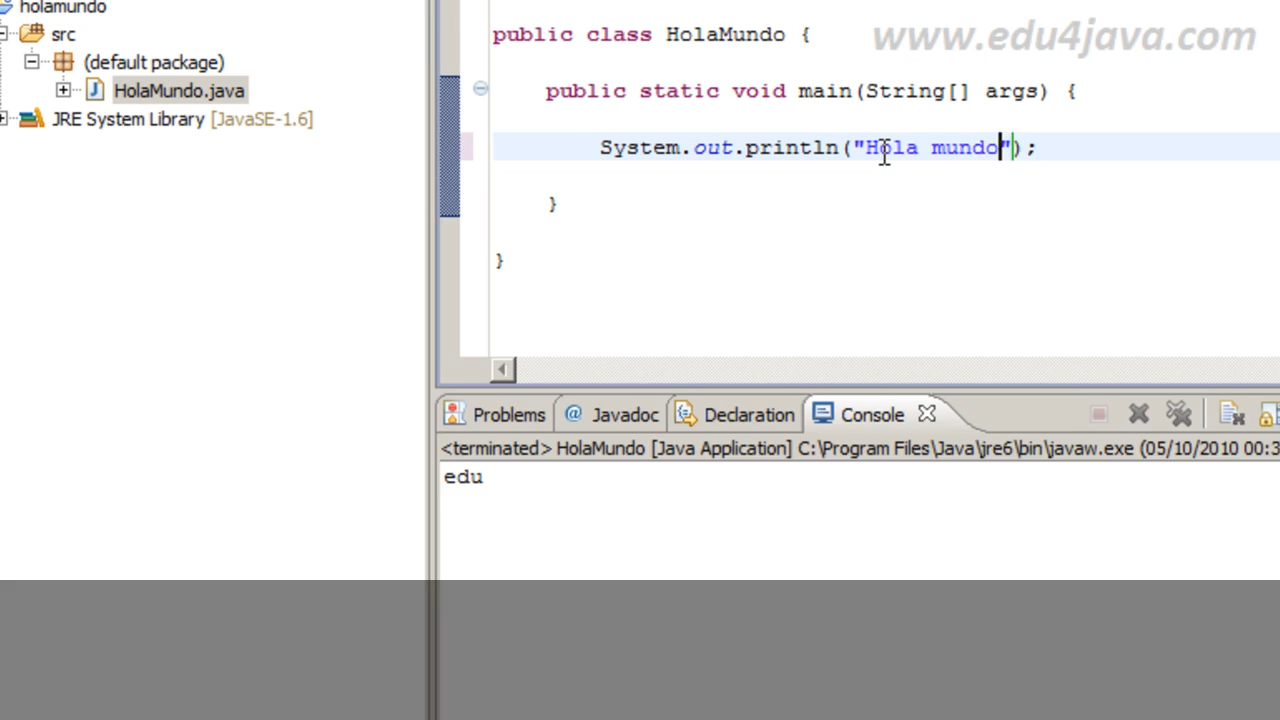 holamundo
src
(default package)
HolaMundo.java
JRE System Library [JavaSE-1.6]
www.edu4java.com
public class HolaMundo {
public static void main(String[] args) {
System.out.println("Hola mundo");
}
}
Problems Javadoc Declaration Console
<terminated> HolaMundo [Java Application] C:\Program Files\Java\jre6\bin\javaw.exe (05/10/2010 00:3
edu